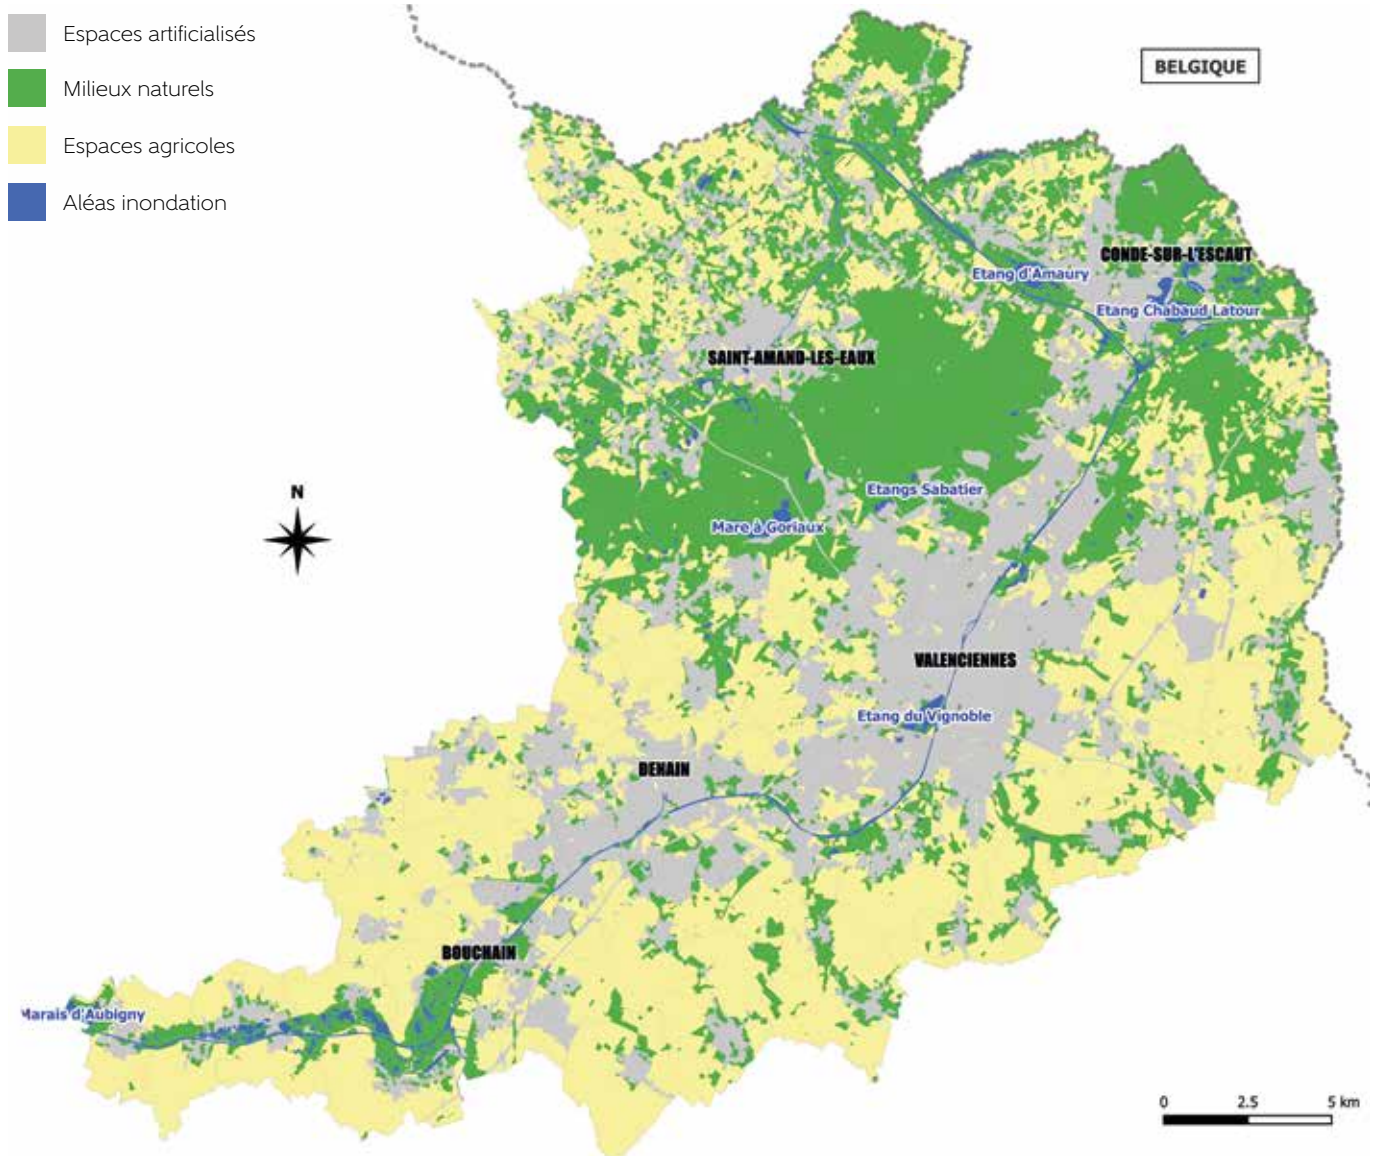 Espaces artificialisés
Milieux naturels
Espaces agricoles
Aléas inondation
BELGIQUE
CONDE-SUR-L'ESCAUT
Etang d'Amaury
Etang Chabaud Latour
SAINT-AMAND-LES-EAUX
Etangs Sabatier
N
Mare à Goriaux
VALENCIENNES
Etang du Vignoble
DENAIN
BOUCHAIN
Marais d'Aubigny
0 2.5 5 km